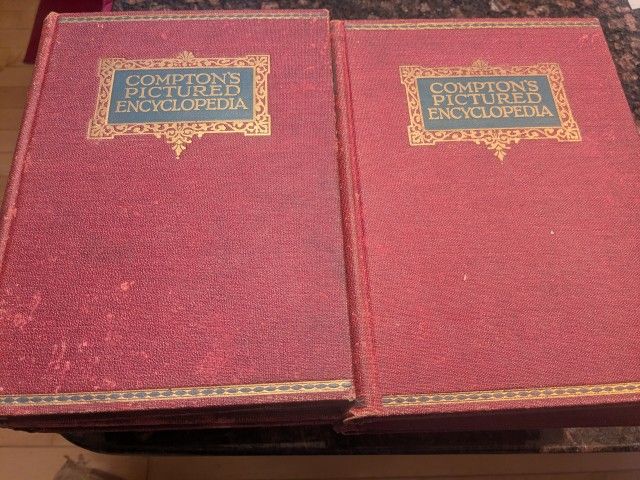 COMPTON'S
PICTURED
ENCYCLOPEDIA
COMPTON'S
PICTURED
ENCYCLOPEDIA